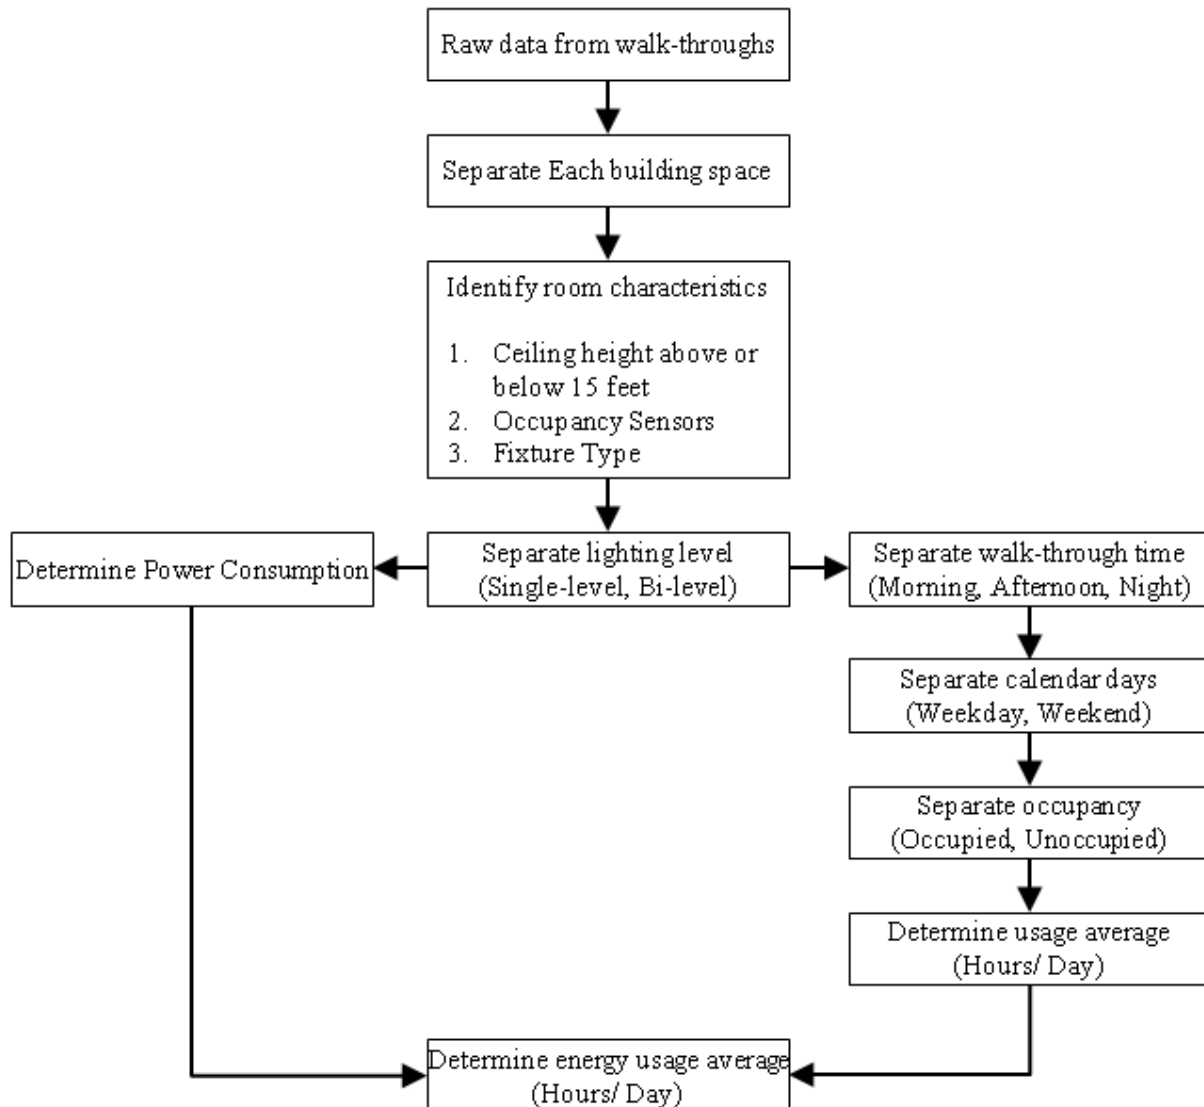 Raw data from walk-throughs
Separate Each building space
Identify room characteristics
1. Ceiling height above or
below 15 feet
2. Occupancy Sensors
3. Fixture Type
Determine Power Consumption
Separate lighting level
(Single-level, Bi-level)
Separate walk-through time
(Morning, Afternoon, Night)
Separate calendar days
(Weekday, Weekend)
Separate occupancy
(Occupied, Unoccupied)
Determine usage average
(Hours/ Day)
Determine energy usage average
(Hours/ Day)